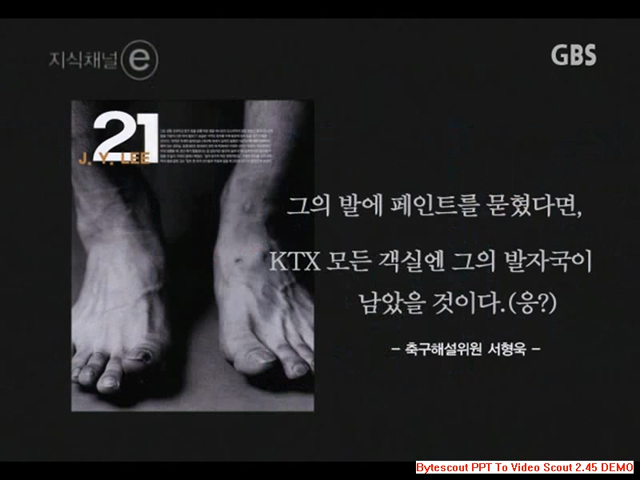 지식채널 e
GBS
21
J. Y. LEE
그의 발에 페인트를 묻혔다면,
KTX 모든 객실엔 그의 발자국이
남았을 것이다.(응?)
- 축구해설위원 서형욱 -
Bytescout PPT To Video Scout 2.45 DEMO